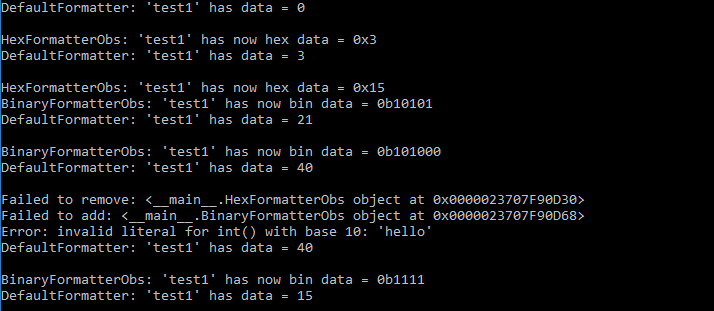 DefaultFormatter: 'test1' has data = 0
HexFormatterObs: 'test1' has now hex data = 0x3
DefaultFormatter: 'test1' has data = 3
HexFormatterObs: 'test1' has now hex data = 0x15
BinaryFormatterObs: 'test1' has now bin data = 0b10101
DefaultFormatter: 'test1' has data = 21
BinaryFormatterObs: 'test1' has now bin data = 0b101000
DefaultFormatter: 'test1' has data = 40
Failed to remove: <__main__.HexFormatterObs object at 0x0000023707F90D30>
Failed to add: <__main__.BinaryFormatterObs object at 0x0000023707F90D68>
Error: invalid literal for int() with base 10: 'hello'
DefaultFormatter: 'test1' has data = 40
BinaryFormatterObs: 'test1' has now bin data = 0b1111
DefaultFormatter: 'test1' has data = 15